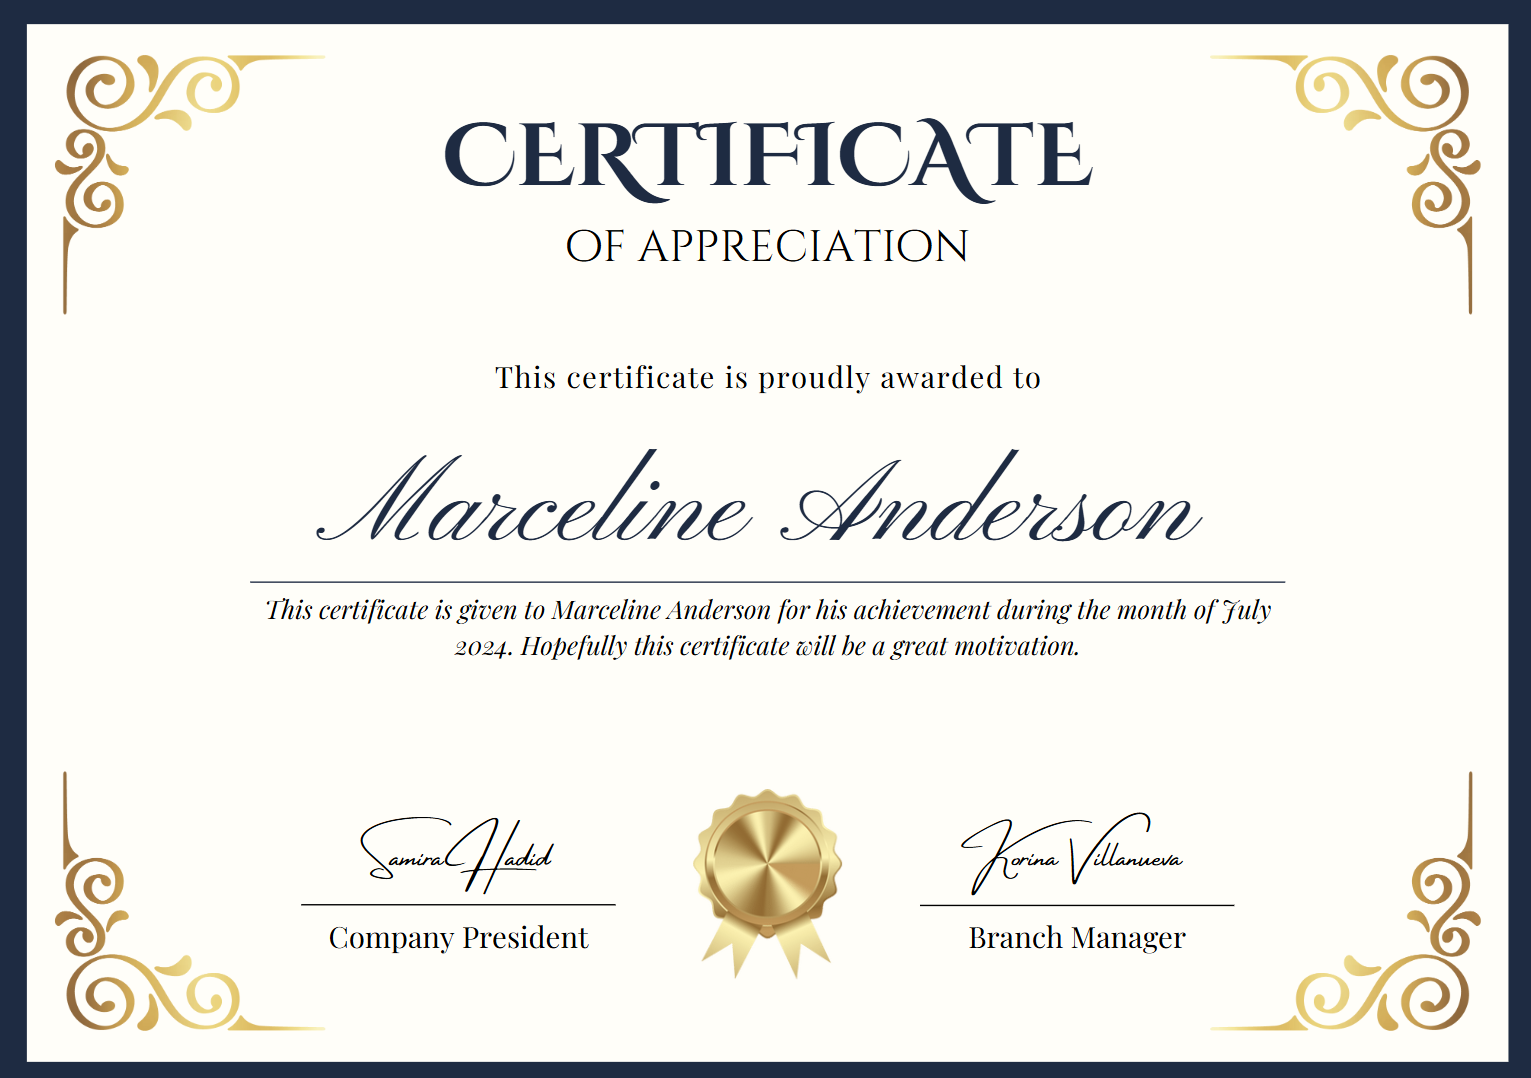 CERTIFICATE
OF APPRECIATION
This certificate is proudly awarded to
Marceline Anderson
This certificate is given to Marceline Anderson for his achievement during the month of July
2024. Hopefully this certificate will be a great motivation.
Samira Hadid
Korina Villanueva
Company President
Branch Manager